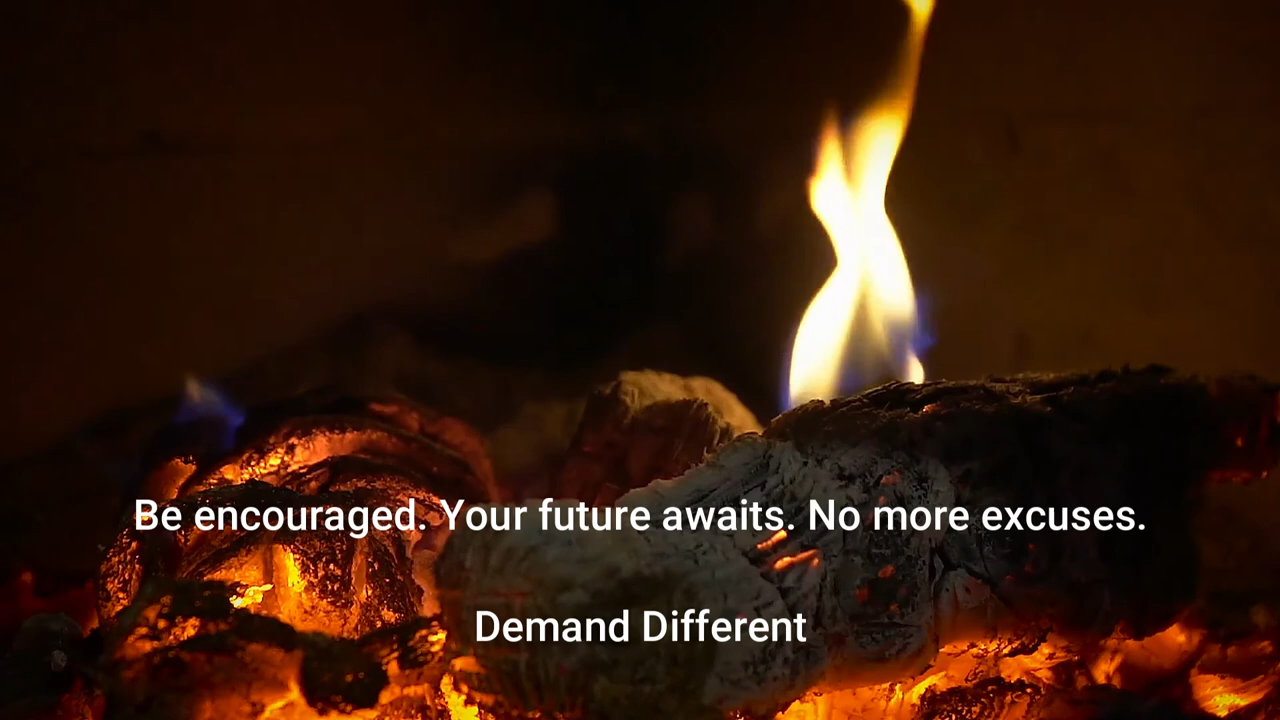 Be encouraged. Your future awaits. No more excuses.
Demand Different